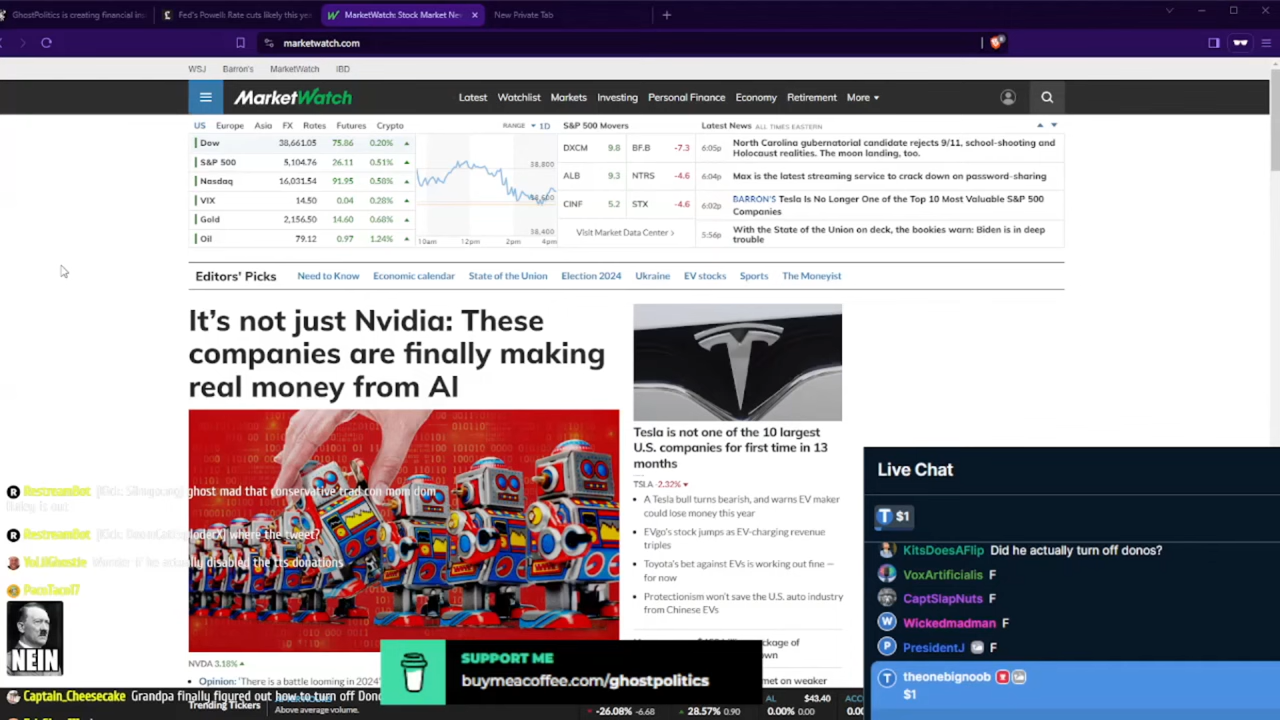 GhostPolitics is creating financial ins
Fed's Powell: Rate cuts likely this ye
MarketWatch: Stock Market Ne
New Private Tab
marketwatch.com
WSJ Barron's MarketWatch IBD
MarketWatch
Latest Watchlist Markets Investing Personal Finance Economy Retirement More
US Europe Asia FX Rates Futures Crypto
RANGE 1D
Dow 38,661.05 75.86 0.20%
S&P 500 5,104.76 26.11 0.51%
Nasdaq 16,031.54 91.95 0.58%
VIX 14.50 0.04 0.28%
Gold 2,156.50 14.60 0.68%
Oil 79.12 0.97 1.24%
38,800
38,600
38,400
10am 12pm 2pm 4pm
S&P 500 Movers
DXCM 9.8 BF.B -7.3
ALB 9.3 NTRS -4.6
CINF 5.2 STX -4.6
Visit Market Data Center >
Latest News ALL TIMES EASTERN
6:05p North Carolina gubernatorial candidate rejects 9/11, school-shooting and
Holocaust realities. The moon landing, too.
6:04p Max is the latest streaming service to crack down on password-sharing
6:02p BARRON'S Tesla Is No Longer One of the Top 10 Most Valuable S&P 500
Companies
5:56p With the State of the Union on deck, the bookies warn: Biden is in deep
trouble
Editors' Picks Need to Know Economic calendar State of the Union Election 2024 Ukraine EV stocks Sports The Moneyist
It's not just Nvidia: These
companies are finally making
real money from AI
NVDA 3.18%
Opinion: 'There is a battle looming in 2024'
Tesla is not one of the 10 largest
U.S. companies for first time in 13
months
TSLA -2.32%
A Tesla bull turns bearish, and warns EV maker
could lose money this year
EVgo's stock jumps as EV-charging revenue
triples
Toyota's bet against EVs is working out fine —
for now
Protectionism won't save the U.S. auto industry
from Chinese EVs
RestreamBot ghost mad that conservative trad con mom dom
is out
RestreamBot where the tweet?
disabled the tts donations
PacoTaco17
NEIN
Captain_Cheesecake Grandpa finally figured out how to turn off Dono
SUPPORT ME
buymeacoffee.com/ghostpolitics
Trending Tickers
Above average volume.
-26.08% -6.68
28.57% 0.90
AL $43.40
0.00% 0.00
ACC
0.00
Live Chat
T $1
KitsDoesAFlip Did he actually turn off donos?
VoxArtificialis F
CaptSlapNuts F
Wickedmadman F
PresidentJ F
theonebignoob
$1